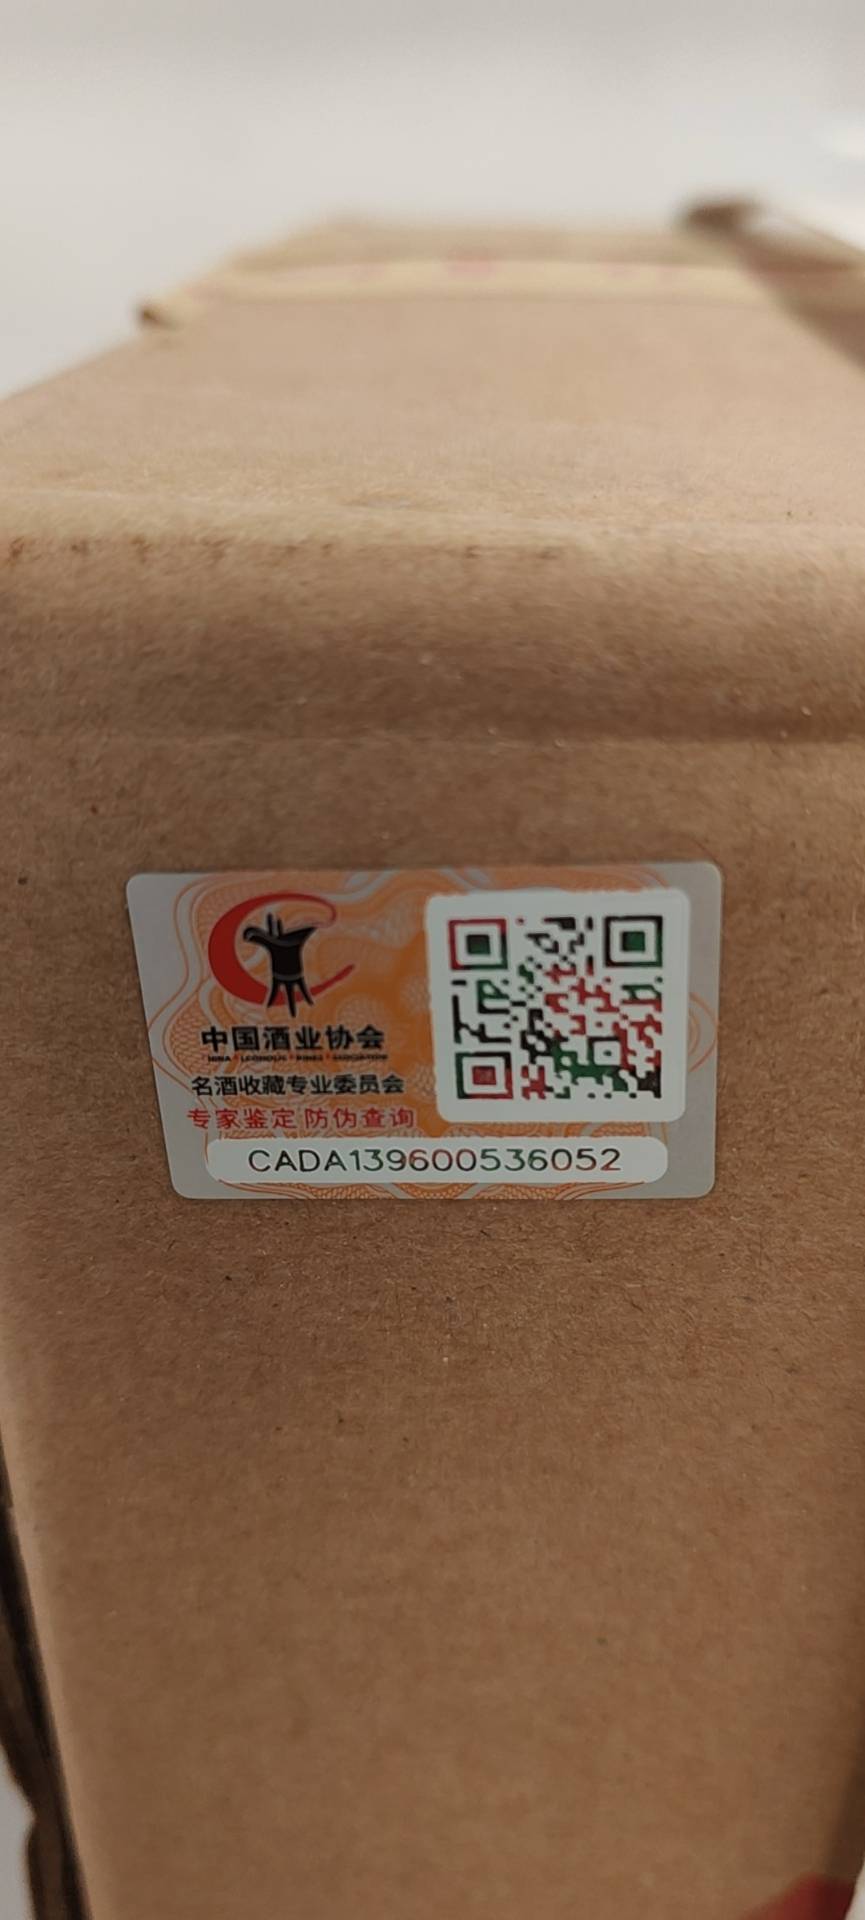 中国酒业协会
名酒收藏专业委员会
专家鉴定 防伪查询
CADA139600536052